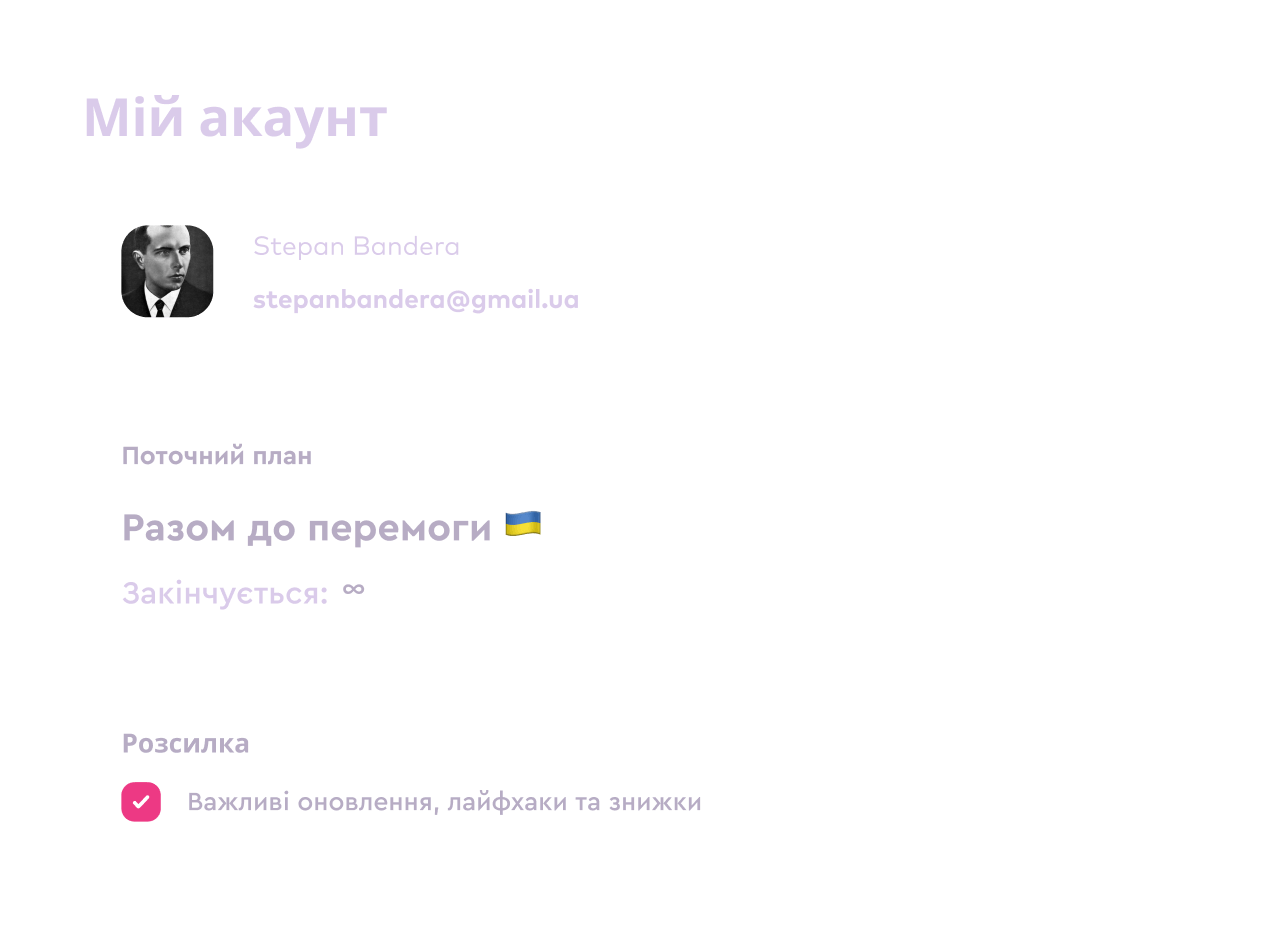 Мій акаунт
Stepan Bandera
stepanbandera@gmail.ua
Поточний план
Разом до перемоги 🇺🇦
Закінчується: ∞
Розсилка
Важливі оновлення, лайфхаки та знижки